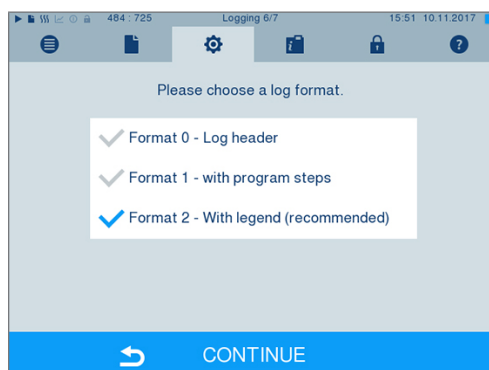 484 : 725 Logging 6/7 15:51 10.11.2017
Please choose a log format.
Format 0 - Log header
Format 1 - with program steps
Format 2 - With legend (recommended)
CONTINUE